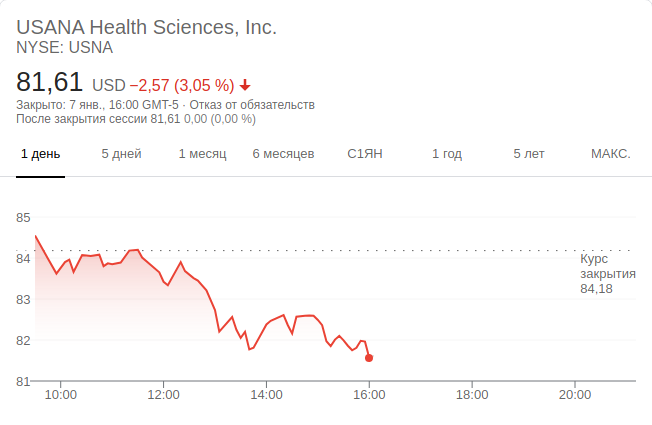 USANA Health Sciences, Inc.
NYSE: USNA
81,61 USD −2,57 (3,05 %)
Закрыто: 7 янв., 16:00 GMT-5 · Отказ от обязательств
После закрытия сессии 81,61 0,00 (0,00 %)
1 день 5 дней 1 месяц 6 месяцев С1ЯН 1 год 5 лет МАКС.
85
84
83
82
81
Курс
закрытия
84,18
10:00 12:00 14:00 16:00 18:00 20:00